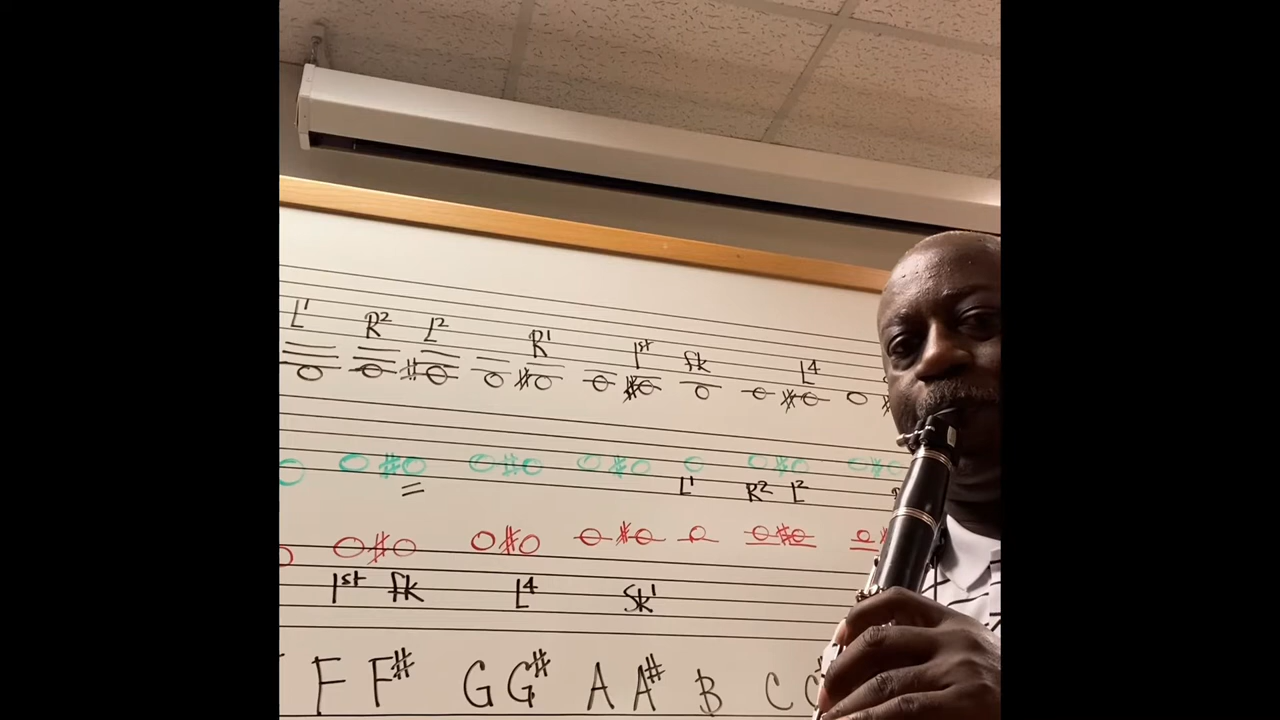 L¹ R² L² R¹ 1st fk L⁴
# # # # #
# # # # #
L¹ R² L²
# # # #
1st fk L⁴ Sk¹
F F# G G# A A# B C C